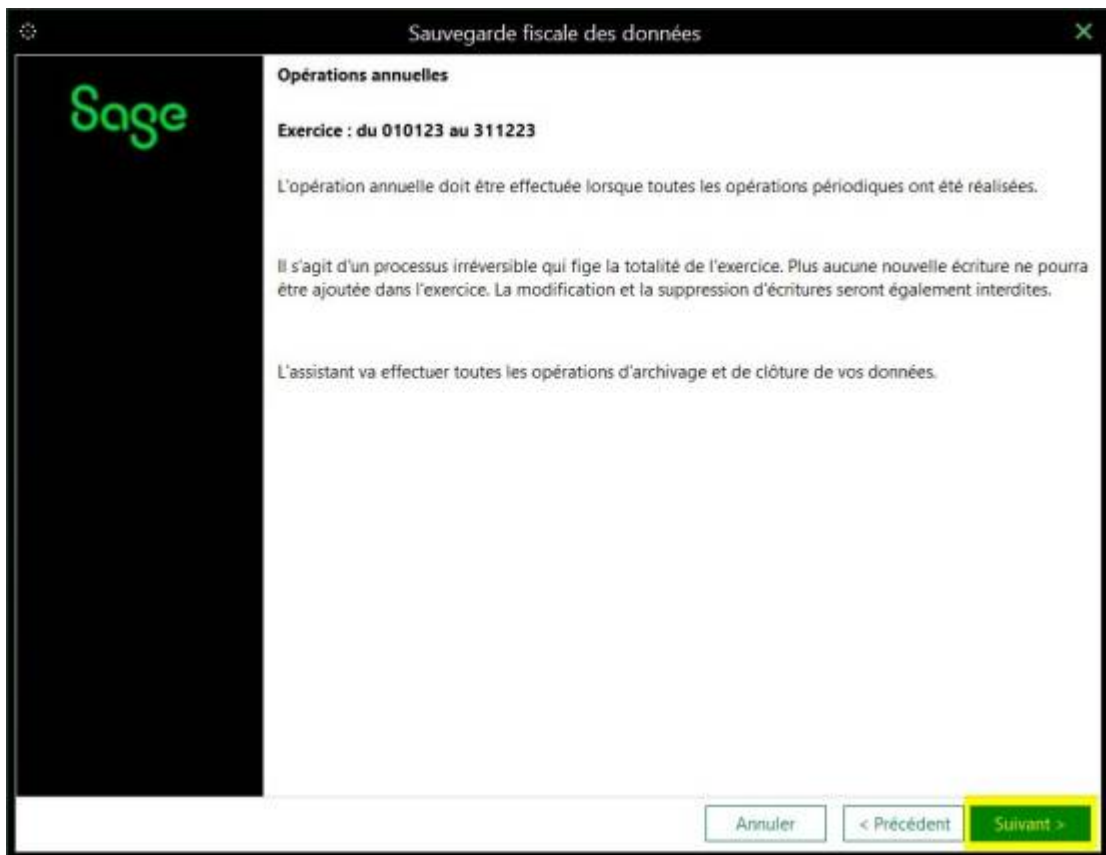 Sauvegarde fiscale des données
Sage
Opérations annuelles
Exercice : du 010123 au 311223
L'opération annuelle doit être effectuée lorsque toutes les opérations périodiques ont été réalisées.
Il s'agit d'un processus irréversible qui fige la totalité de l'exercice. Plus aucune nouvelle écriture ne pourra
être ajoutée dans l'exercice. La modification et la suppression d'écritures seront également interdites.
L'assistant va effectuer toutes les opérations d'archivage et de clôture de vos données.
Annuler
< Précédent
Suivant >